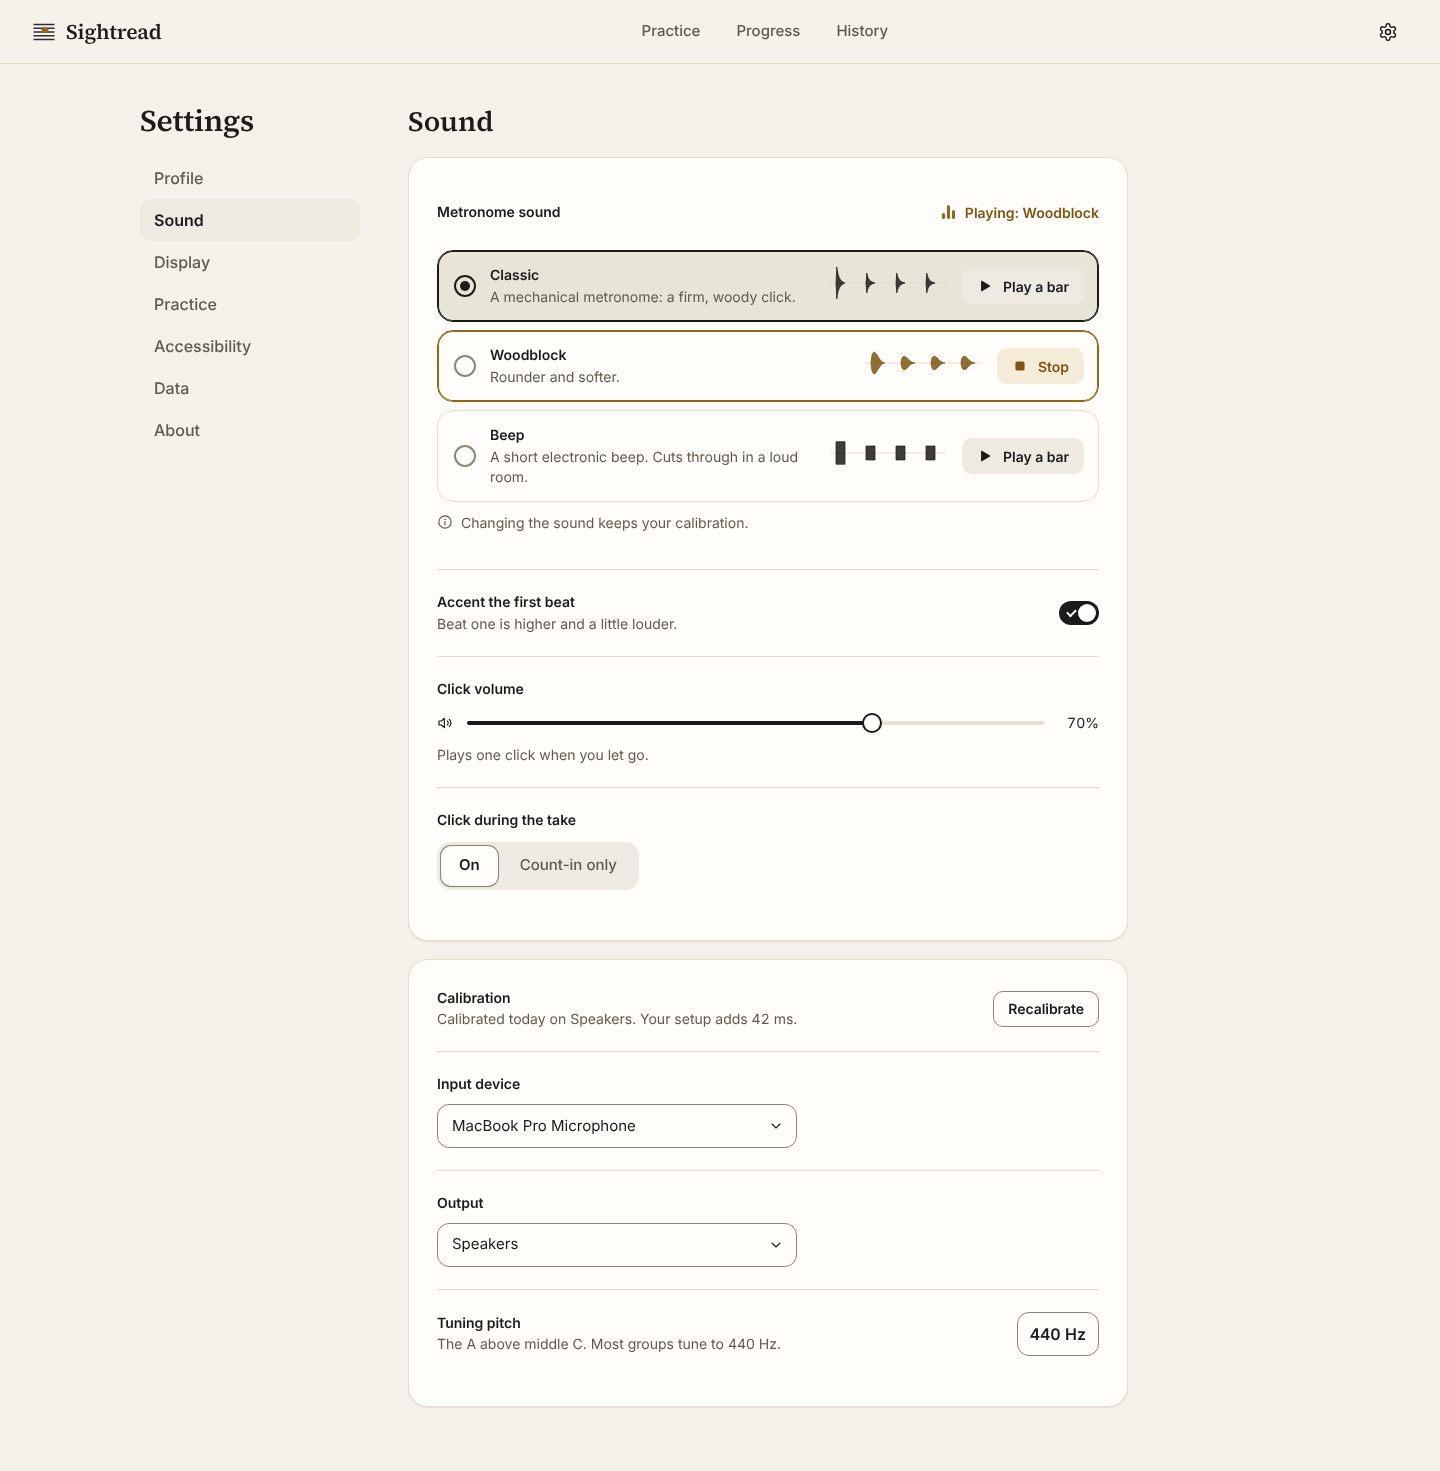 Sightread
Practice
Progress
History
Settings
Profile
Sound
Display
Practice
Accessibility
Data
About
Sound
Metronome sound
Playing: Woodblock
Classic
A mechanical metronome: a firm, woody click.
Play a bar
Woodblock
Rounder and softer.
Stop
Beep
A short electronic beep. Cuts through in a loud
room.
Play a bar
Changing the sound keeps your calibration.
Accent the first beat
Beat one is higher and a little louder.
Click volume
70%
Plays one click when you let go.
Click during the take
On
Count-in only
Calibration
Calibrated today on Speakers. Your setup adds 42 ms.
Recalibrate
Input device
MacBook Pro Microphone
Output
Speakers
Tuning pitch
The A above middle C. Most groups tune to 440 Hz.
440 Hz